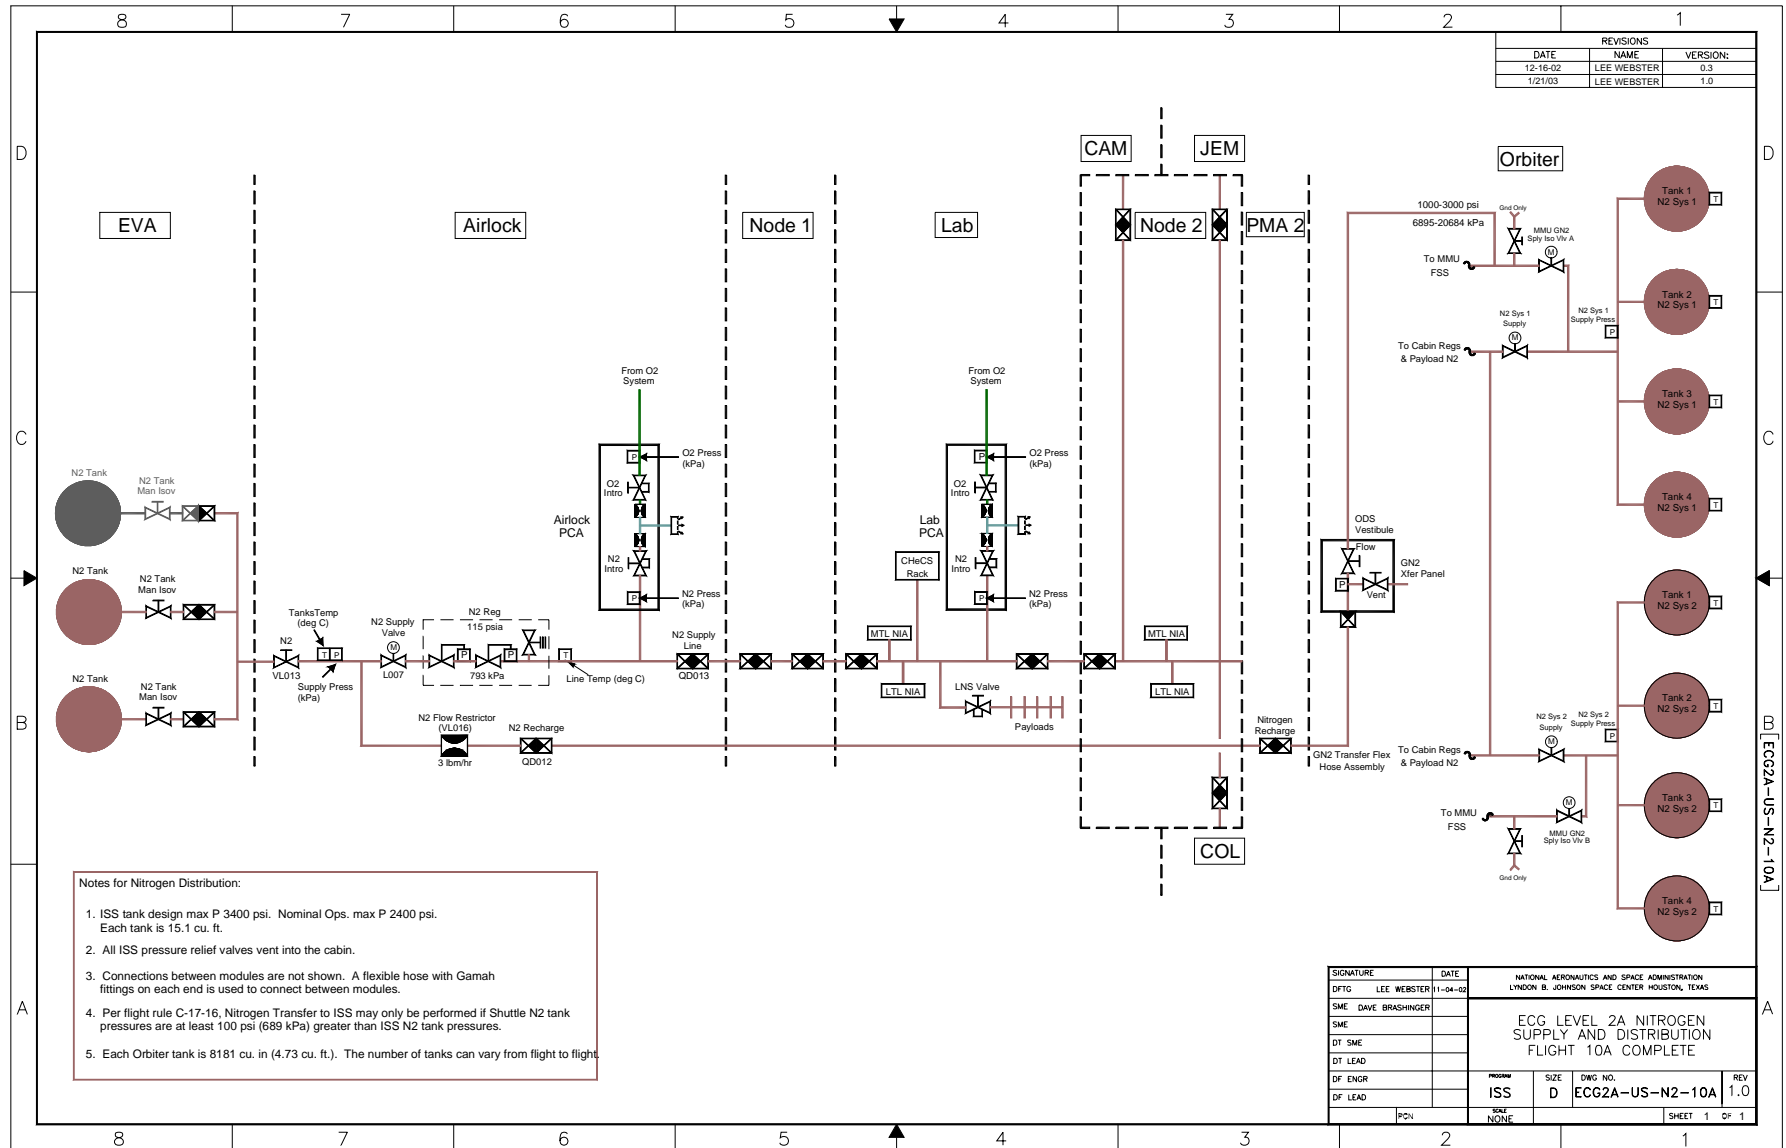 8 7 6 5 4 3 2 1
REVISIONS
DATE NAME VERSION:
12-16-02 LEE WEBSTER 0.3
1/21/03 LEE WEBSTER 1.0
D
D
C
C
B
B
A
A
EVA
Airlock
Node 1
Lab
CAM
JEM
Node 2
PMA 2
Orbiter
COL
N2 Tank
N2 Tank
Man Isov
N2 Tank
N2 Tank
Man Isov
N2 Tank
N2 Tank
Man Isov
N2
VL013
TanksTemp
(deg C)
T P
Supply Press
(kPa)
N2 Supply
Valve
M
L007
N2 Reg
115 psia
P
P
793 kPa
T
Line Temp (deg C)
N2 Flow Restrictor
(VL016)
3 lbm/hr
N2 Recharge
QD012
From O2
System
P
O2 Press
(kPa)
O2
Intro
Airlock
PCA
N2
Intro
P
N2 Press
(kPa)
N2 Supply
Line
QD013
From O2
System
P
O2 Press
(kPa)
O2
Intro
Lab
PCA
CHeCS
Rack
N2
Intro
P
N2 Press
(kPa)
MTL NIA
LTL NIA
LNS Valve
Payloads
MTL NIA
LTL NIA
Nitrogen
Recharge
GN2 Transfer Flex
Hose Assembly
ODS
Vestibule
Flow
P
Vent
GN2
Xfer Panel
1000-3000 psi
6895-20684 kPa
Gnd Only
MMU GN2
Sply Iso Vlv A
M
To MMU
FSS
N2 Sys 1
Supply
M
N2 Sys 1
Supply Press
P
To Cabin Regs
& Payload N2
Tank 1
N2 Sys 1
T
Tank 2
N2 Sys 1
T
Tank 3
N2 Sys 1
T
Tank 4
N2 Sys 1
T
Tank 1
N2 Sys 2
T
Tank 2
N2 Sys 2
T
Tank 3
N2 Sys 2
T
Tank 4
N2 Sys 2
T
N2 Sys 2
Supply
M
N2 Sys 2
Supply Press
P
To Cabin Regs
& Payload N2
To MMU
FSS
M
MMU GN2
Sply Iso Vlv B
Gnd Only
ECG2A-US-N2-10A
Notes for Nitrogen Distribution:
1. ISS tank design max P 3400 psi. Nominal Ops. max P 2400 psi.
Each tank is 15.1 cu. ft.
2. All ISS pressure relief valves vent into the cabin.
3. Connections between modules are not shown. A flexible hose with Gamah
fittings on each end is used to connect between modules.
4. Per flight rule C-17-16, Nitrogen Transfer to ISS may only be performed if Shuttle N2 tank
pressures are at least 100 psi (689 kPa) greater than ISS N2 tank pressures.
5. Each Orbiter tank is 8181 cu. in (4.73 cu. ft.). The number of tanks can vary from flight to flight.
SIGNATURE DATE
DFTG LEE WEBSTER 11-04-02
SME DAVE BRASHINGER
SME
DT SME
DT LEAD
DF ENGR
DF LEAD
PCN
NATIONAL AERONAUTICS AND SPACE ADMINISTRATION
LYNDON B. JOHNSON SPACE CENTER HOUSTON, TEXAS
ECG LEVEL 2A NITROGEN
SUPPLY AND DISTRIBUTION
FLIGHT 10A COMPLETE
PROGRAM
ISS
SIZE
D
DWG NO.
ECG2A-US-N2-10A
REV
1.0
SCALE
NONE
SHEET 1 OF 1
8 7 6 5 4 3 2 1